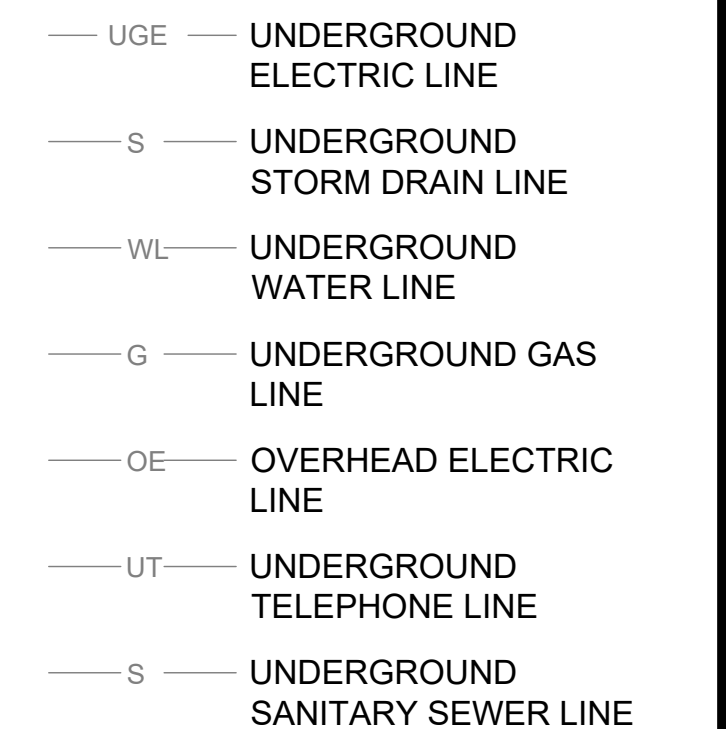 UGE UNDERGROUND
ELECTRIC LINE
S UNDERGROUND
STORM DRAIN LINE
WL UNDERGROUND
WATER LINE
G UNDERGROUND GAS
LINE
OE OVERHEAD ELECTRIC
LINE
UT UNDERGROUND
TELEPHONE LINE
S UNDERGROUND
SANITARY SEWER LINE